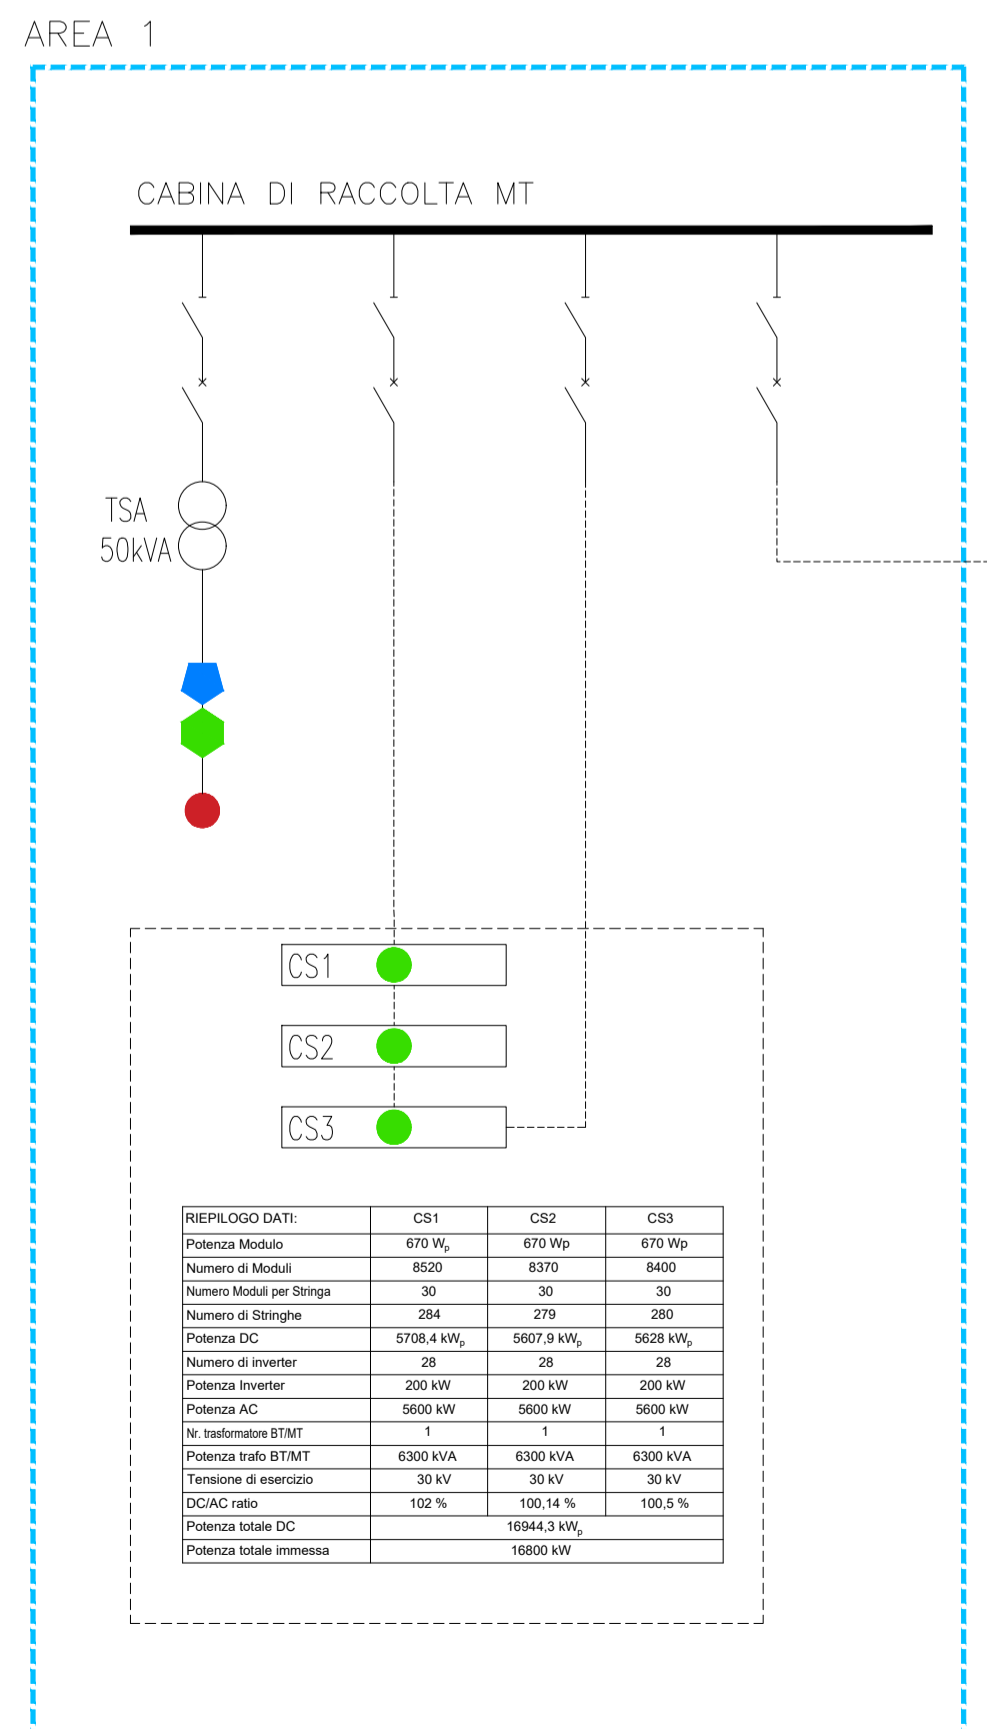 AREA 1
CABINA DI RACCOLTA MT
TSA
50kVA
CS1
CS2
CS3
RIEPILOGO DATI: CS1 CS2 CS3
Potenza Modulo 670 Wp 670 Wp 670 Wp
Numero di Moduli 8520 8370 8400
Numero Moduli per Stringa 30 30 30
Numero di Stringhe 284 279 280
Potenza DC 5708,4 kWp 5607,9 kWp 5628 kWp
Numero di inverter 28 28 28
Potenza Inverter 200 kW 200 kW 200 kW
Potenza AC 5600 kW 5600 kW 5600 kW
Nr. trasformatore BT/MT 1 1 1
Potenza trafo BT/MT 6300 kVA 6300 kVA 6300 kVA
Tensione di esercizio 30 kV 30 kV 30 kV
DC/AC ratio 102 % 100,14 % 100,5 %
Potenza totale DC 16944,3 kWp
Potenza totale immessa 16800 kW